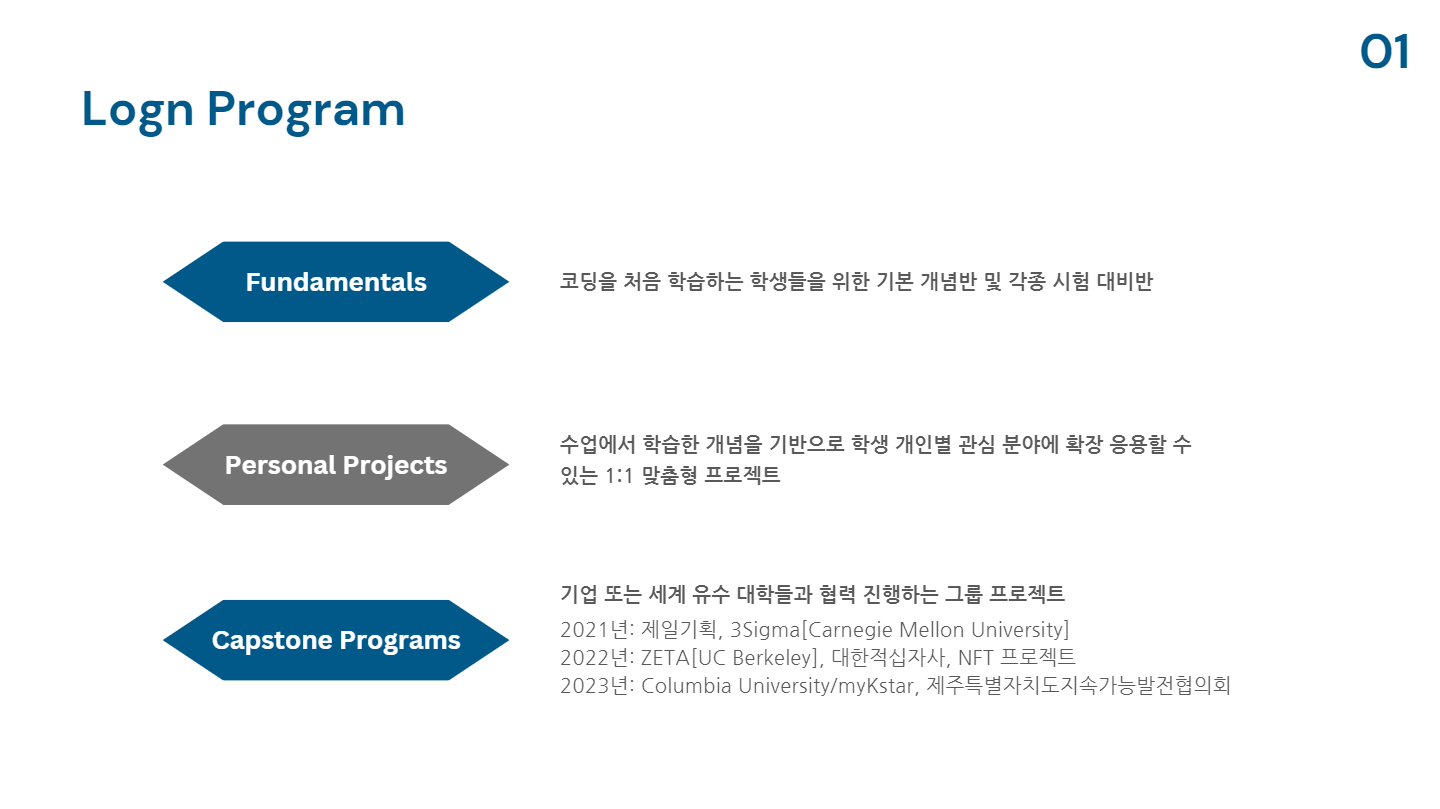 01
Logn Program
Fundamentals
코딩을 처음 학습하는 학생들을 위한 기본 개념반 및 각종 시험 대비반
Personal Projects
수업에서 학습한 개념을 기반으로 학생 개인별 관심 분야에 확장 응용할 수
있는 1:1 맞춤형 프로젝트
Capstone Programs
기업 또는 세계 유수 대학들과 협력 진행하는 그룹 프로젝트
2021년: 제일기획, 3Sigma[Carnegie Mellon University]
2022년: ZETA[UC Berkeley], 대한적십자사, NFT 프로젝트
2023년: Columbia University/myKstar, 제주특별자치도지속가능발전협의회